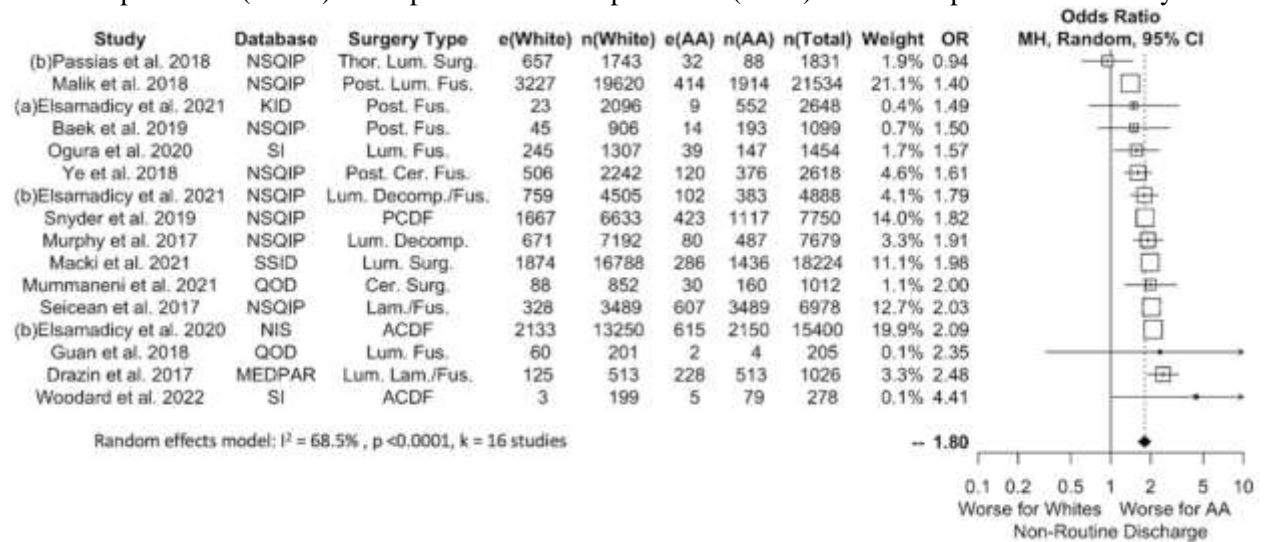 Odds Ratio
Study Database Surgery Type e(White) n(White) e(AA) n(AA) n(Total) Weight OR MH, Random, 95% CI
(b)Passias et al. 2018 NSQIP Thor. Lum. Surg. 657 1743 32 88 1831 1.9% 0.94
Malik et al. 2018 NSQIP Post. Lum. Fus. 3227 19620 414 1914 21534 21.1% 1.40
(a)Elsamadicy et al. 2021 KID Post. Fus. 23 2096 9 552 2648 0.4% 1.49
Baek et al. 2019 NSQIP Post. Fus. 45 906 14 193 1099 0.7% 1.50
Ogura et al. 2020 SI Lum. Fus. 245 1307 39 147 1454 1.7% 1.57
Ye et al. 2018 NSQIP Post. Cer. Fus. 506 2242 120 376 2618 4.6% 1.61
(b)Elsamadicy et al. 2021 NSQIP Lum. Decomp./Fus. 759 4505 102 383 4888 4.1% 1.79
Snyder et al. 2019 NSQIP PCDF 1667 6633 423 1117 7750 14.0% 1.82
Murphy et al. 2017 NSQIP Lum. Decomp. 671 7192 80 487 7679 3.3% 1.91
Macki et al. 2021 SSID Lum. Surg. 1874 16788 286 1436 18224 11.1% 1.98
Mummaneni et al. 2021 QOD Cer. Surg. 88 852 30 160 1012 1.1% 2.00
Seicean et al. 2017 NSQIP Lam./Fus. 328 3489 607 3489 6978 12.7% 2.03
(b)Elsamadicy et al. 2020 NIS ACDF 2133 13250 615 2150 15400 19.9% 2.09
Guan et al. 2018 QOD Lum. Fus. 60 201 2 4 205 0.1% 2.35
Drazin et al. 2017 MEDPAR Lum. Lam./Fus. 125 513 228 513 1026 3.3% 2.48
Woodard et al. 2022 SI ACDF 3 199 5 79 278 0.1% 4.41
Random effects model: I² = 68.5% , p <0.0001, k = 16 studies -- 1.80
0.1 0.2 0.5 1 2 5 10
Worse for Whites Worse for AA
Non-Routine Discharge